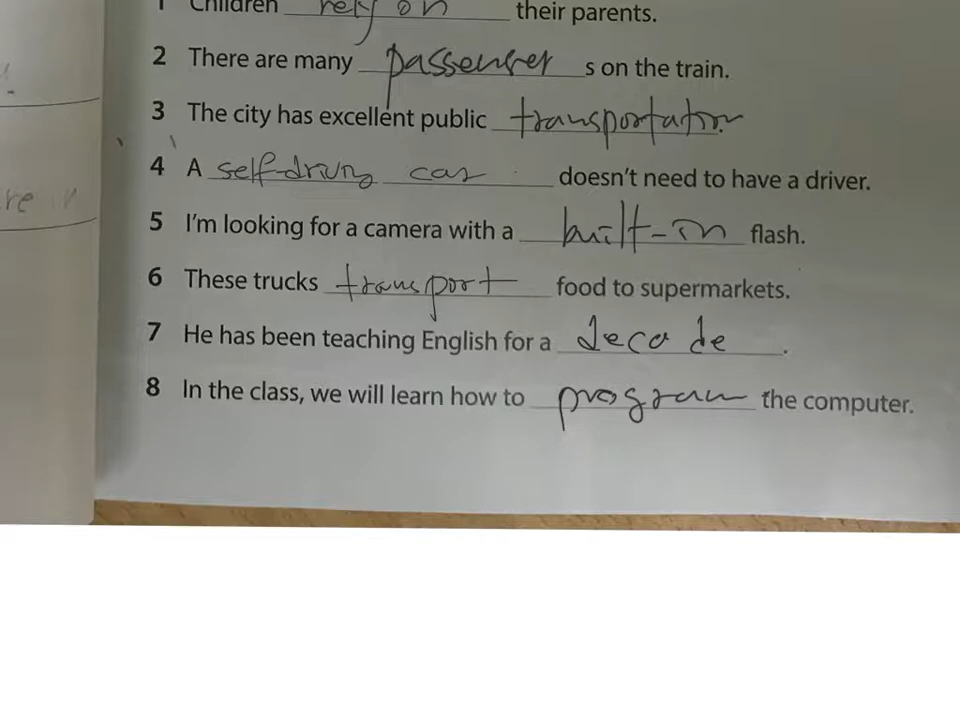 1 Children rely on their parents.
2 There are many passenger s on the train.
3 The city has excellent public transportation
4 A self-driving car doesn't need to have a driver.
5 I'm looking for a camera with a built-in flash.
6 These trucks transport food to supermarkets.
7 He has been teaching English for a decade.
8 In the class, we will learn how to program the computer.